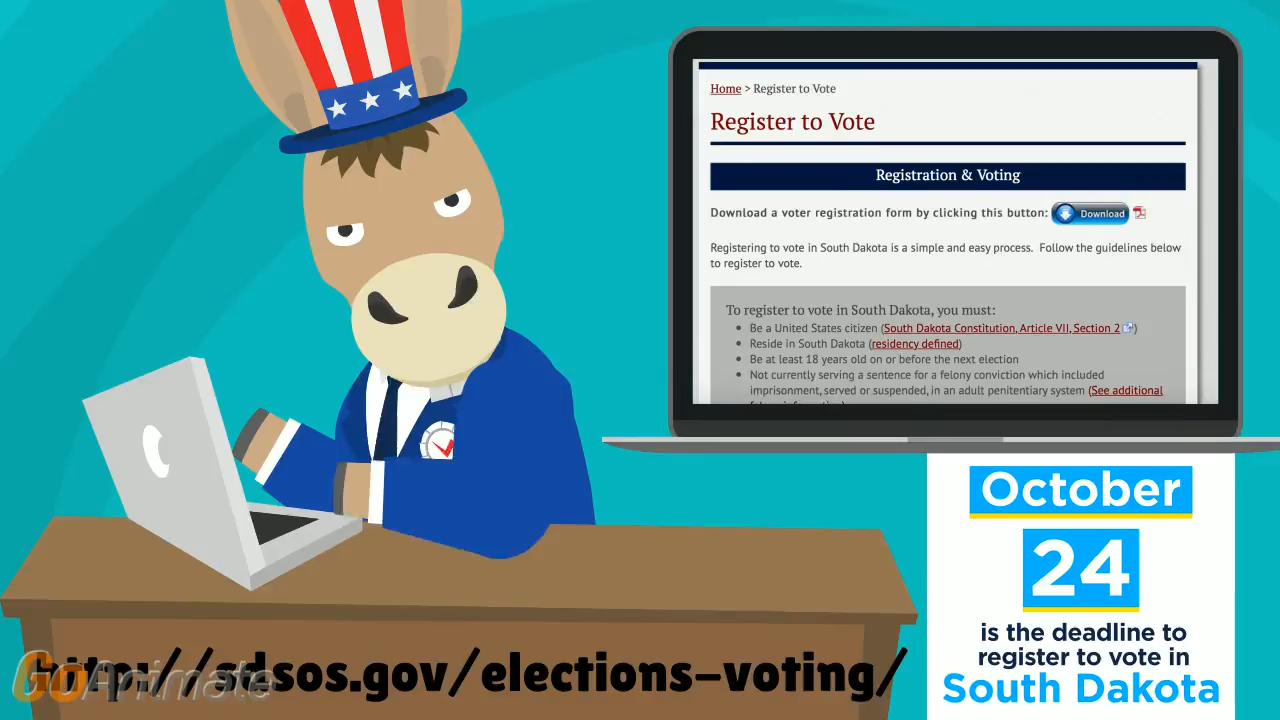 Home > Register to Vote
Register to Vote
Registration & Voting
Download a voter registration form by clicking this button: Download
Registering to vote in South Dakota is a simple and easy process. Follow the guidelines below
to register to vote.
To register to vote in South Dakota, you must:
Be a United States citizen (South Dakota Constitution, Article VII, Section 2)
Reside in South Dakota (residency defined)
Be at least 18 years old on or before the next election
Not currently serving a sentence for a felony conviction which included
imprisonment, served or suspended, in an adult penitentiary system (See additional
October
24
is the deadline to
register to vote in
South Dakota
http://sdsos.gov/elections-voting/
GoAnimate